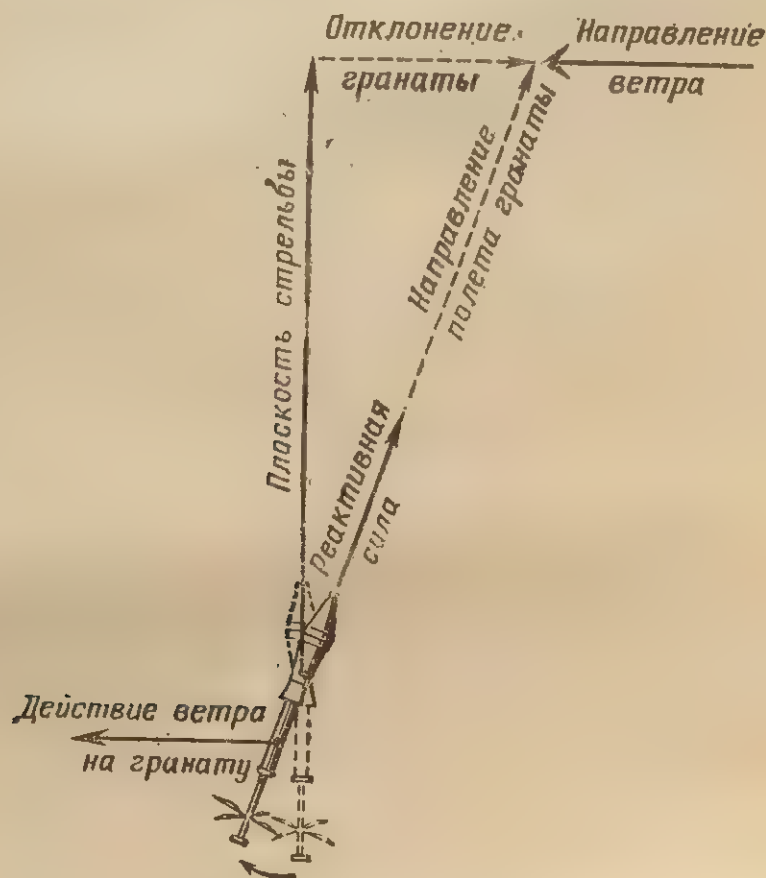 Отклонение
гранаты
Направление
ветра
Плоскость стрельбы
Направление
полета гранаты
Реактивная
сила
Действие ветра
на гранату